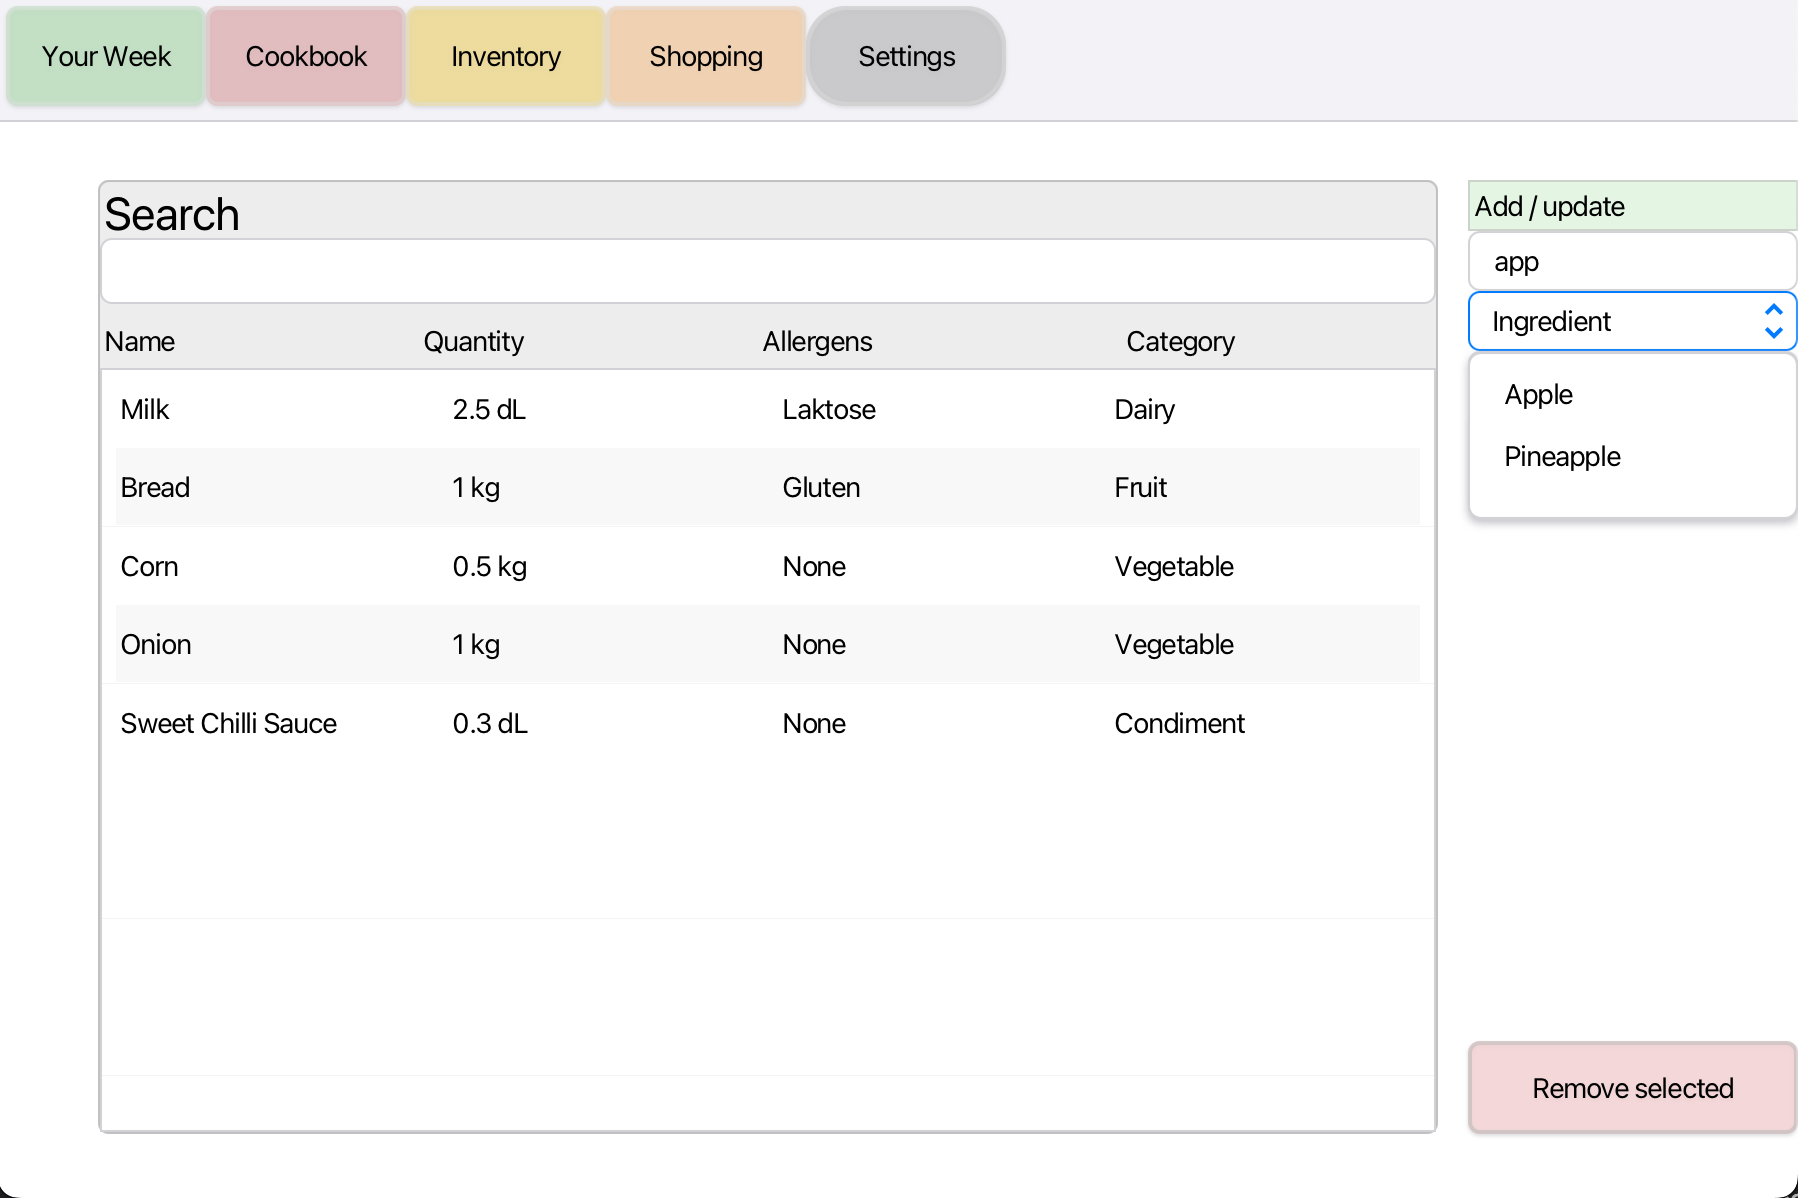 Your Week Cookbook Inventory Shopping Settings
Search
Name Quantity Allergens Category
Milk 2.5 dL Laktose Dairy
Bread 1 kg Gluten Fruit
Corn 0.5 kg None Vegetable
Onion 1 kg None Vegetable
Sweet Chilli Sauce 0.3 dL None Condiment
Add / update
app
Ingredient
Apple
Pineapple
Remove selected